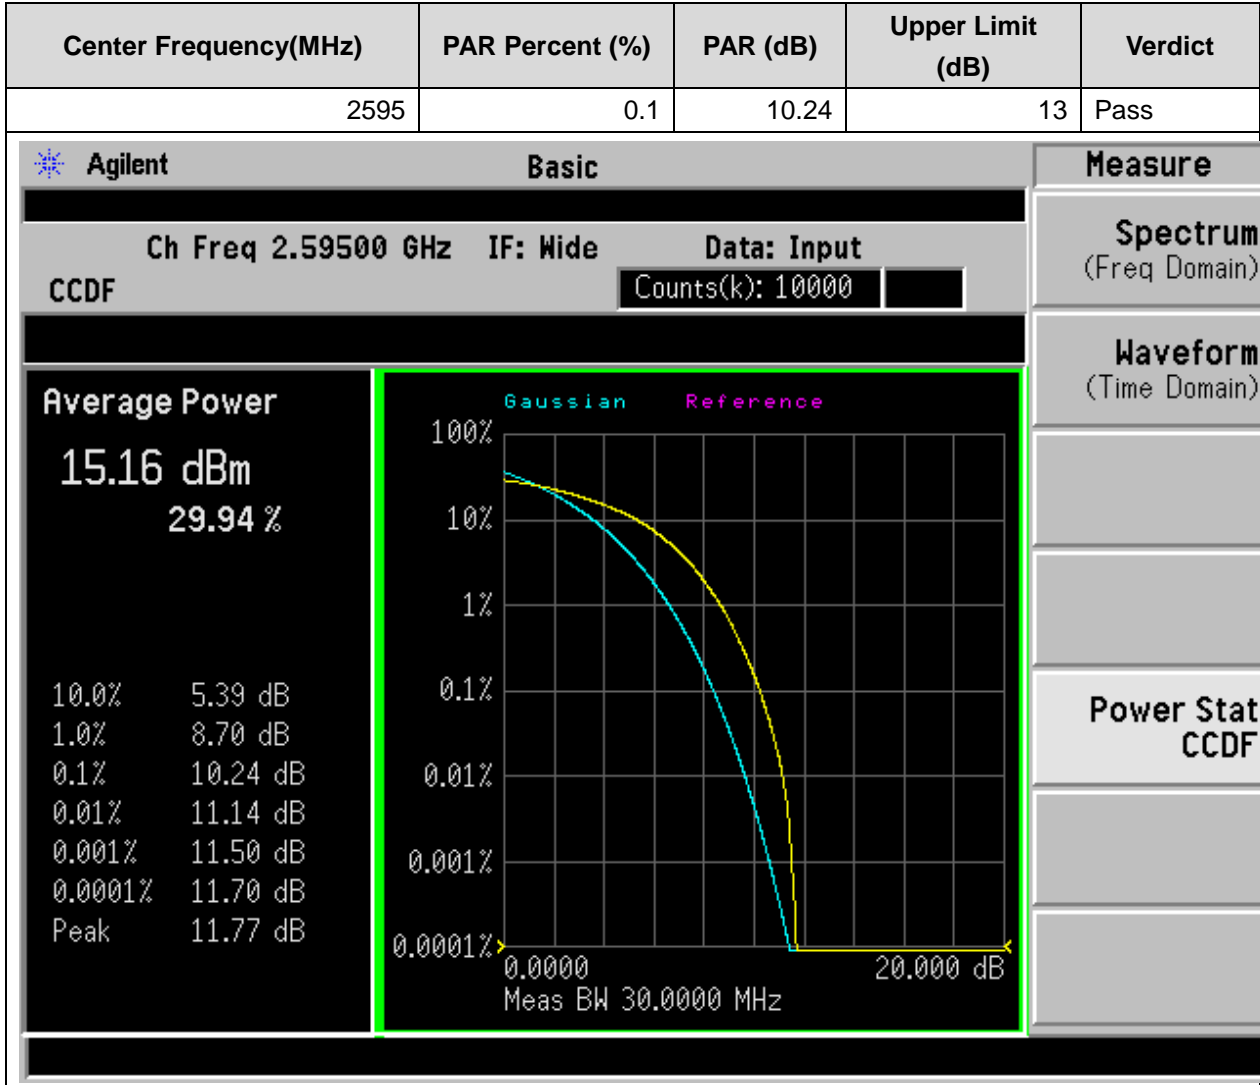 Center Frequency(MHz) PAR Percent (%) PAR (dB) Upper Limit (dB) Verdict
2595 0.1 10.24 13 Pass
Agilent Basic Measure
Ch Freq 2.59500 GHz IF: Wide Data: Input
CCDF Counts(k): 10000
Spectrum
(Freq Domain)
Waveform
(Time Domain)
Average Power
15.16 dBm
29.94 %
10.0% 5.39 dB
1.0% 8.70 dB
0.1% 10.24 dB
0.01% 11.14 dB
0.001% 11.50 dB
0.0001% 11.70 dB
Peak 11.77 dB
Gaussian Reference
100%
10%
1%
0.1%
0.01%
0.001%
0.0001%
0.0000 20.000 dB
Meas BW 30.0000 MHz
Power Stat
CCDF